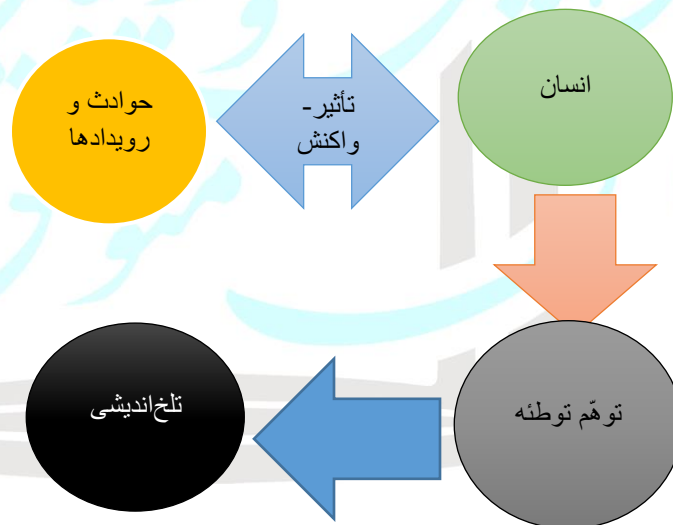 انسان
تأثیر-
واکنش
حوادث و
رویدادها
توهّم توطئه
تلخ‌اندیشی